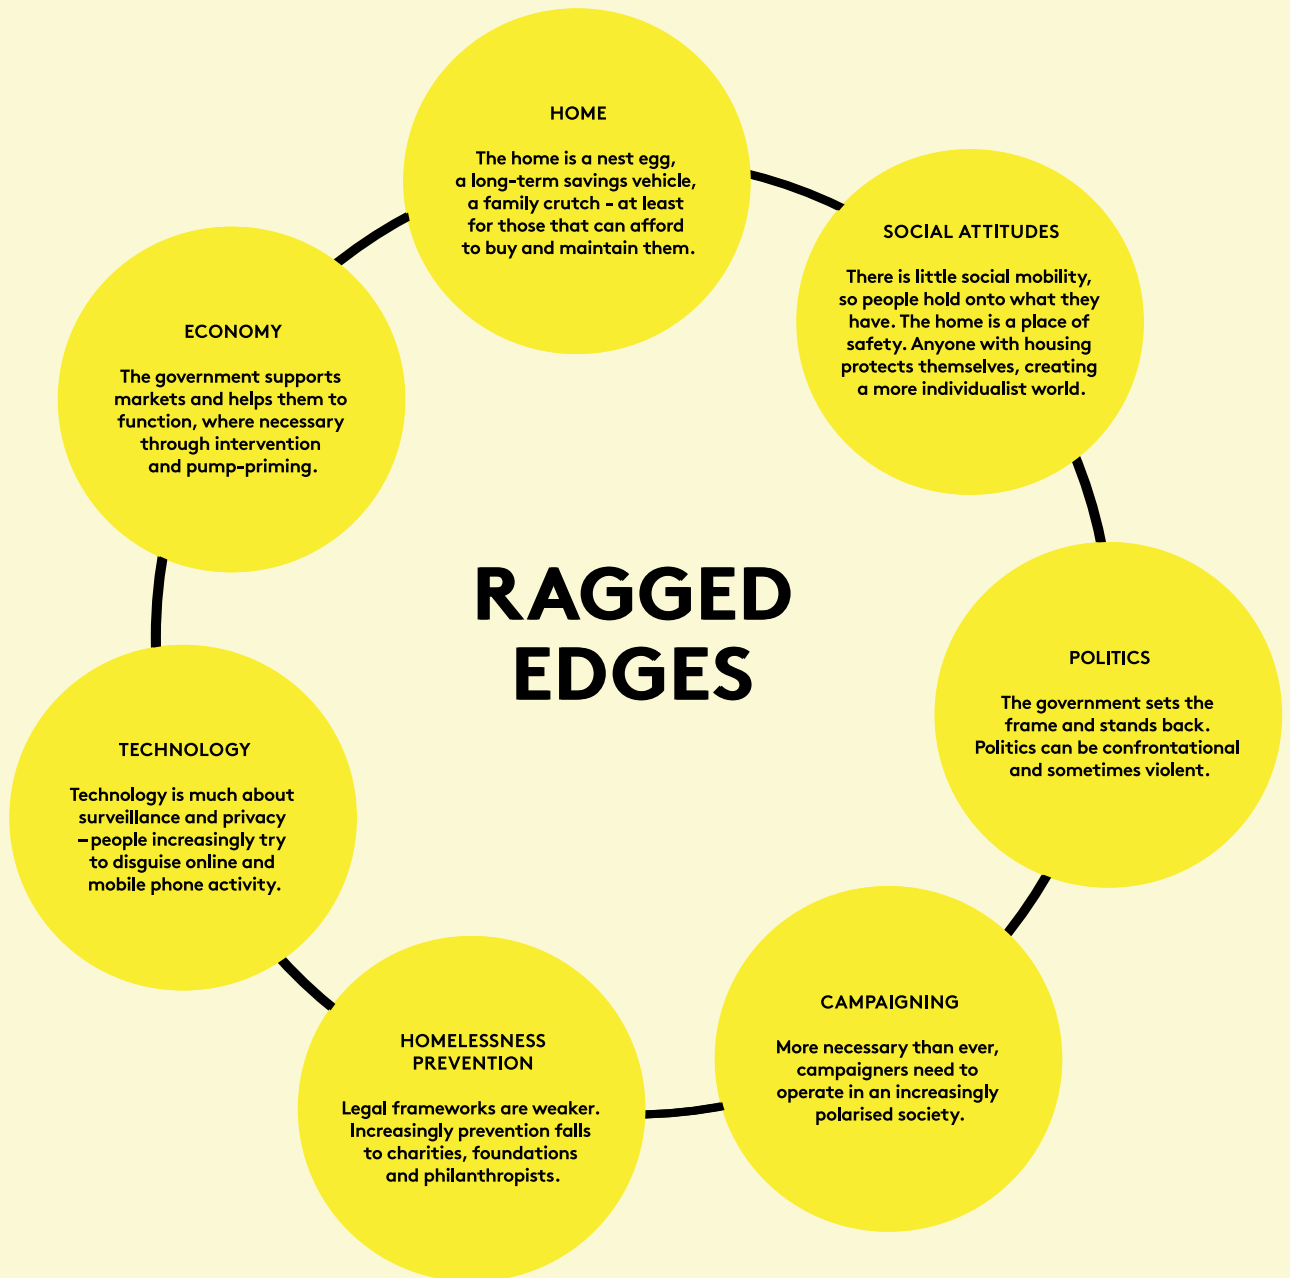 HOME
The home is a nest egg,
a long-term savings vehicle,
a family crutch - at least
for those that can afford
to buy and maintain them.
SOCIAL ATTITUDES
There is little social mobility,
so people hold onto what they
have. The home is a place of
safety. Anyone with housing
protects themselves, creating
a more individualist world.
POLITICS
The government sets the
frame and stands back.
Politics can be confrontational
and sometimes violent.
CAMPAIGNING
More necessary than ever,
campaigners need to
operate in an increasingly
polarised society.
HOMELESSNESS
PREVENTION
Legal frameworks are weaker.
Increasingly prevention falls
to charities, foundations
and philanthropists.
TECHNOLOGY
Technology is much about
surveillance and privacy
–people increasingly try
to disguise online and
mobile phone activity.
ECONOMY
The government supports
markets and helps them to
function, where necessary
through intervention
and pump-priming.
RAGGED
EDGES